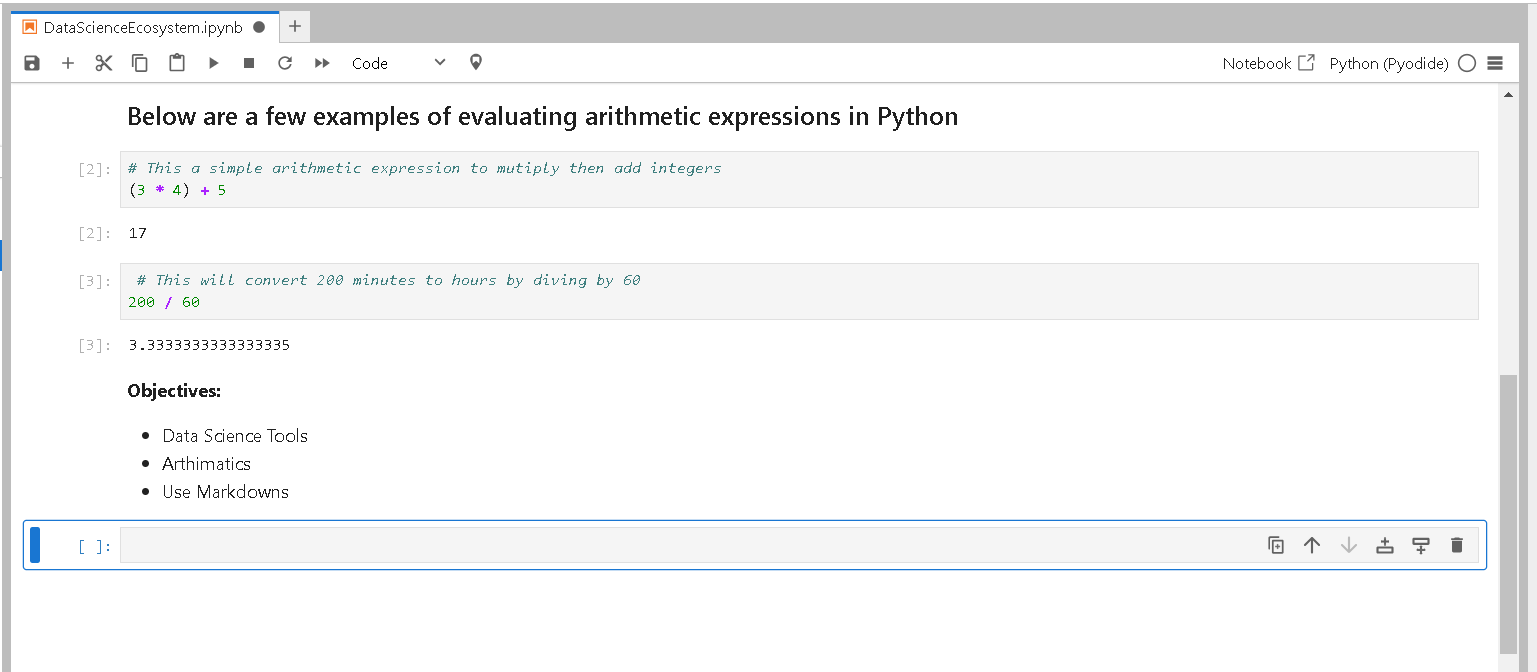 DataScienceEcosystem.ipynb
Code
Notebook
Python (Pyodide)
Below are a few examples of evaluating arithmetic expressions in Python
[2]: # This a simple arithmetic expression to mutiply then add integers
(3 * 4) + 5
[2]: 17
[3]: # This will convert 200 minutes to hours by diving by 60
200 / 60
[3]: 3.3333333333333335
Objectives:
• Data Science Tools
• Arthimatics
• Use Markdowns
[ ]: